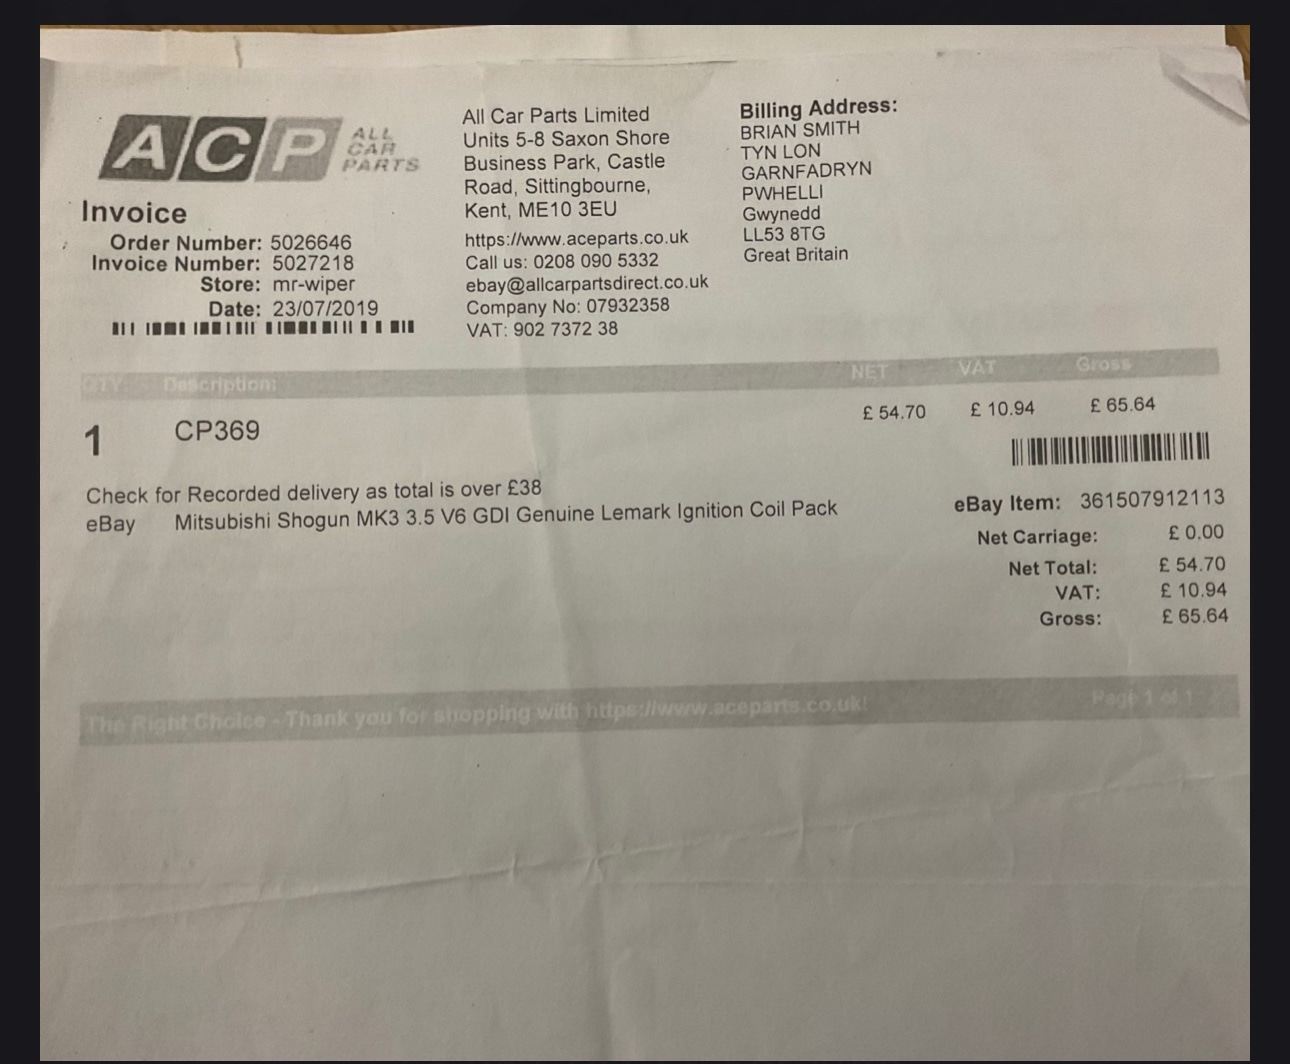 ACP ALL CAR PARTS
Invoice
Order Number: 5026646
Invoice Number: 5027218
Store: mr-wiper
Date: 23/07/2019
All Car Parts Limited
Units 5-8 Saxon Shore
Business Park, Castle
Road, Sittingbourne,
Kent, ME10 3EU
https://www.aceparts.co.uk
Call us: 0208 090 5332
ebay@allcarpartsdirect.co.uk
Company No: 07932358
VAT: 902 7372 38
Billing Address:
BRIAN SMITH
TYN LON
GARNFADRYN
PWHELLI
Gwynedd
LL53 8TG
Great Britain
QTY Description: NET VAT Gross
1 CP369 £ 54.70 £ 10.94 £ 65.64
Check for Recorded delivery as total is over £38
eBay Mitsubishi Shogun MK3 3.5 V6 GDI Genuine Lemark Ignition Coil Pack
eBay Item: 361507912113
Net Carriage: £ 0.00
Net Total: £ 54.70
VAT: £ 10.94
Gross: £ 65.64
The Right Choice - Thank you for shopping with https://www.aceparts.co.uk! Page 1 of 1